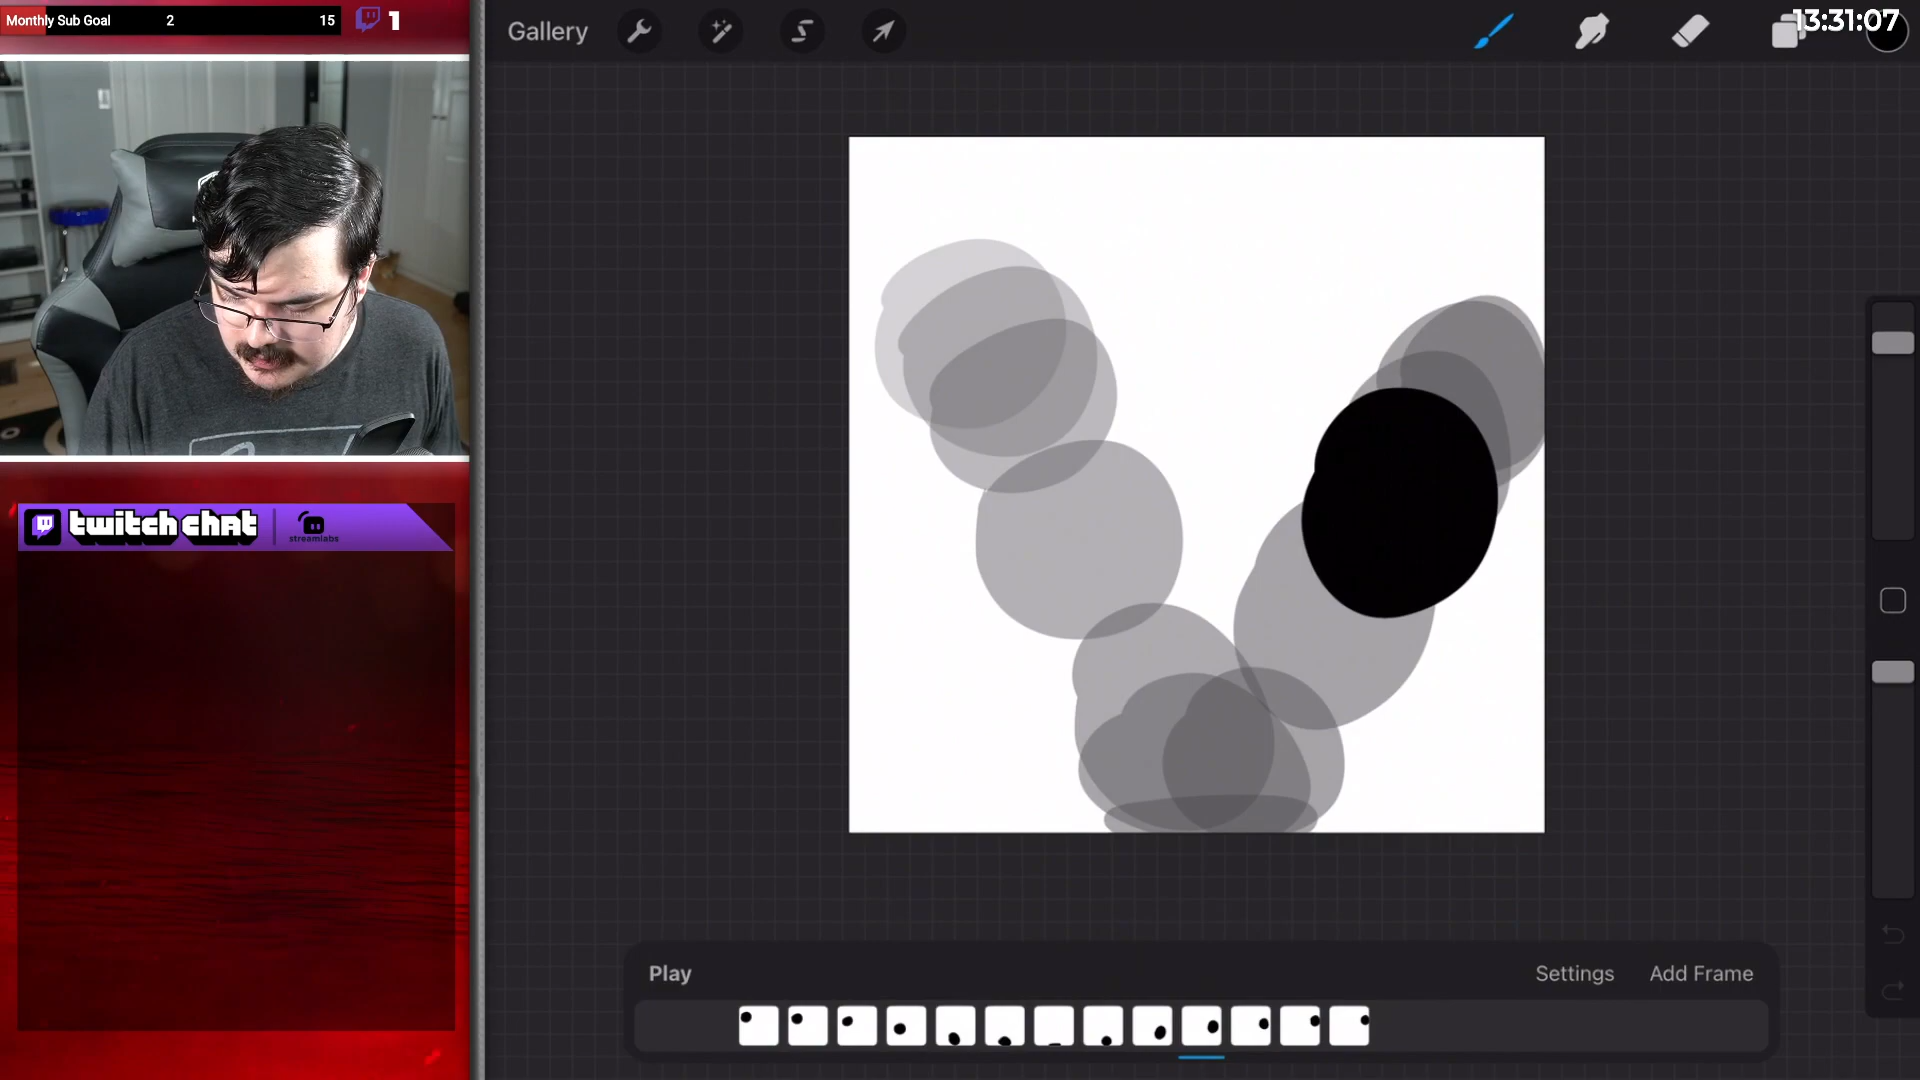 Monthly Sub Goal 2 15 1
Gallery
13:31:07
twitch chat
streamlabs
Play Settings Add Frame